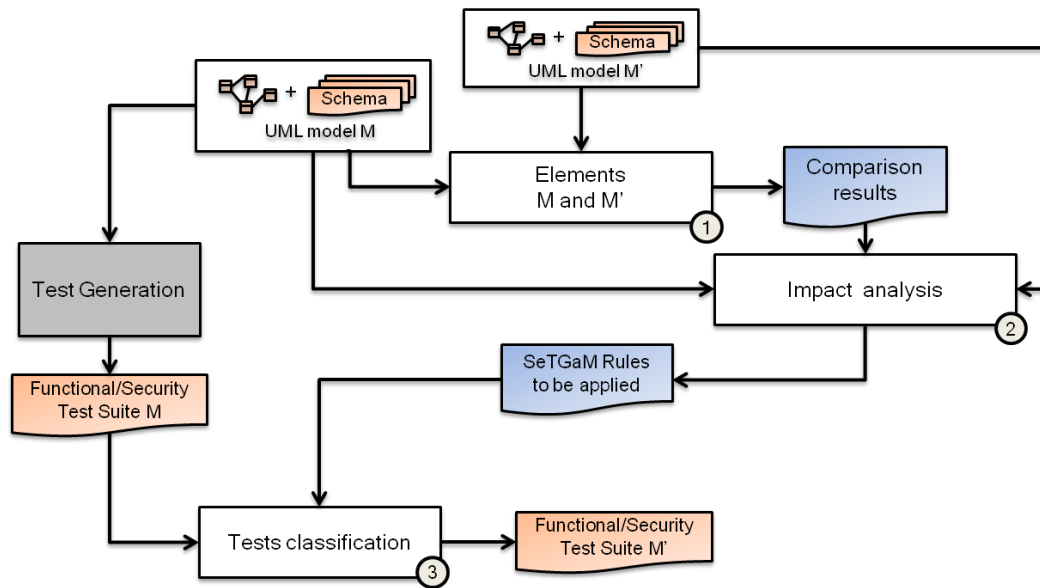 +
Schema
UML model M’
+
Schema
UML model M
Elements
M and M’
1
Comparison
results
Test Generation
Impact analysis
2
SeTGaM Rules
to be applied
Functional/Security
Test Suite M
Tests classification
3
Functional/Security
Test Suite M’